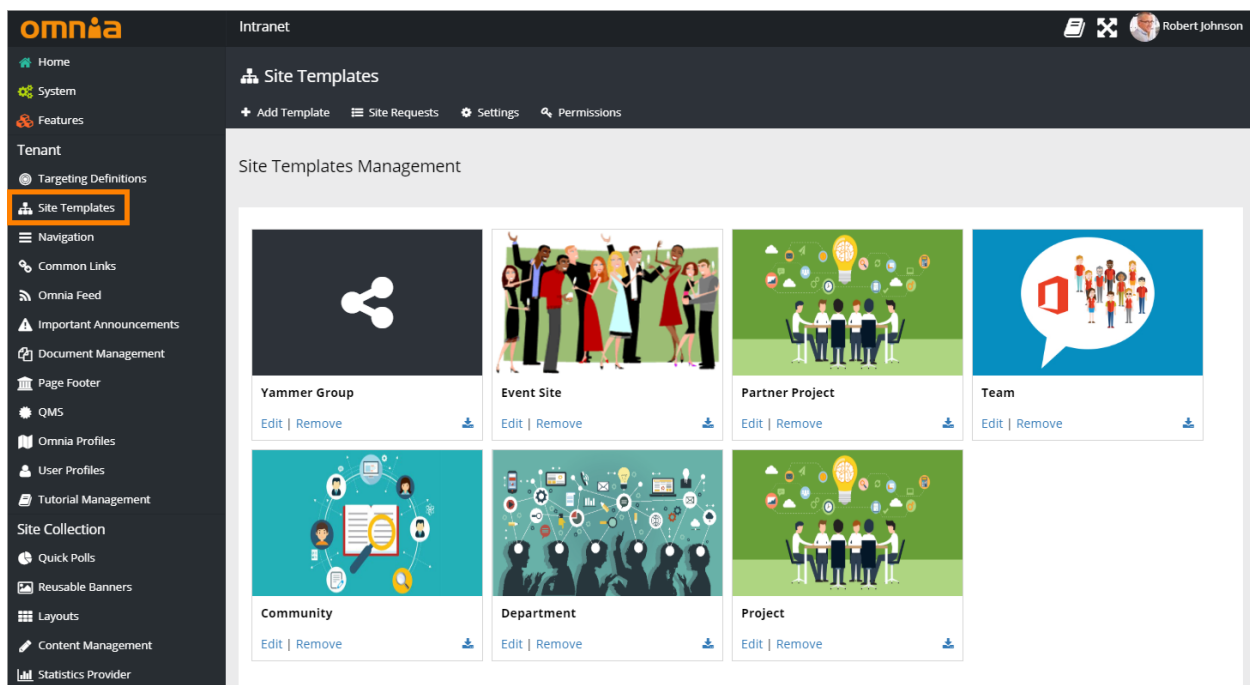 omnia
Intranet
Robert Johnson
Home
System
Features
Tenant
Targeting Definitions
Site Templates
Navigation
Common Links
Omnia Feed
Important Announcements
Document Management
Page Footer
QMS
Omnia Profiles
User Profiles
Tutorial Management
Site Collection
Quick Polls
Reusable Banners
Layouts
Content Management
Statistics Provider
Site Templates
Add Template Site Requests Settings Permissions
Site Templates Management
Yammer Group
Edit | Remove
Event Site
Edit | Remove
Partner Project
Edit | Remove
Team
Edit | Remove
Community
Edit | Remove
Department
Edit | Remove
Project
Edit | Remove